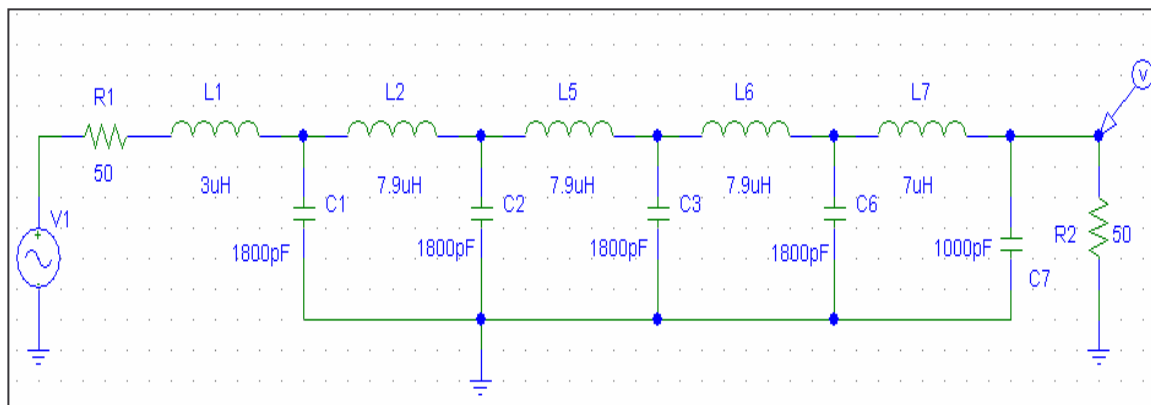 R1
L1
L2
L5
L6
L7
V
50
3uH
7.9uH
7.9uH
7.9uH
7uH
V1
C1
C2
C3
C6
R2
50
1800pF
1800pF
1800pF
1800pF
1000pF
C7